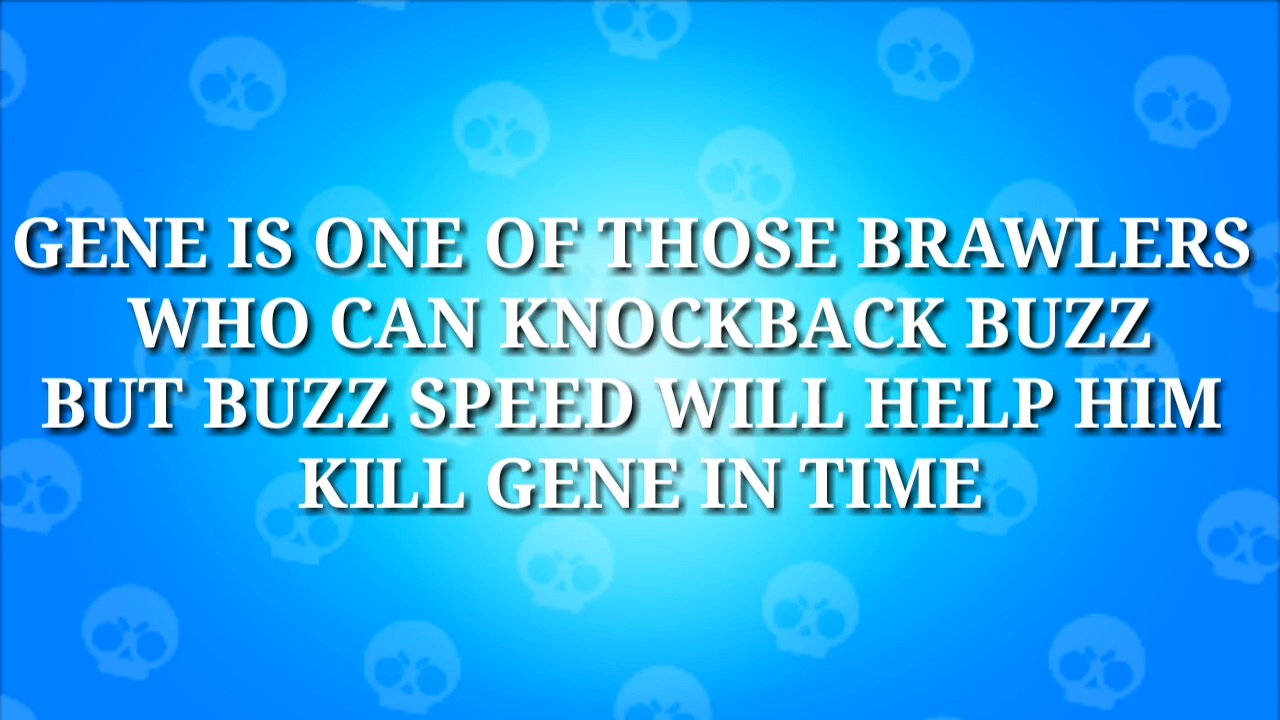 GENE IS ONE OF THOSE BRAWLERS
WHO CAN KNOCKBACK BUZZ
BUT BUZZ SPEED WILL HELP HIM
KILL GENE IN TIME